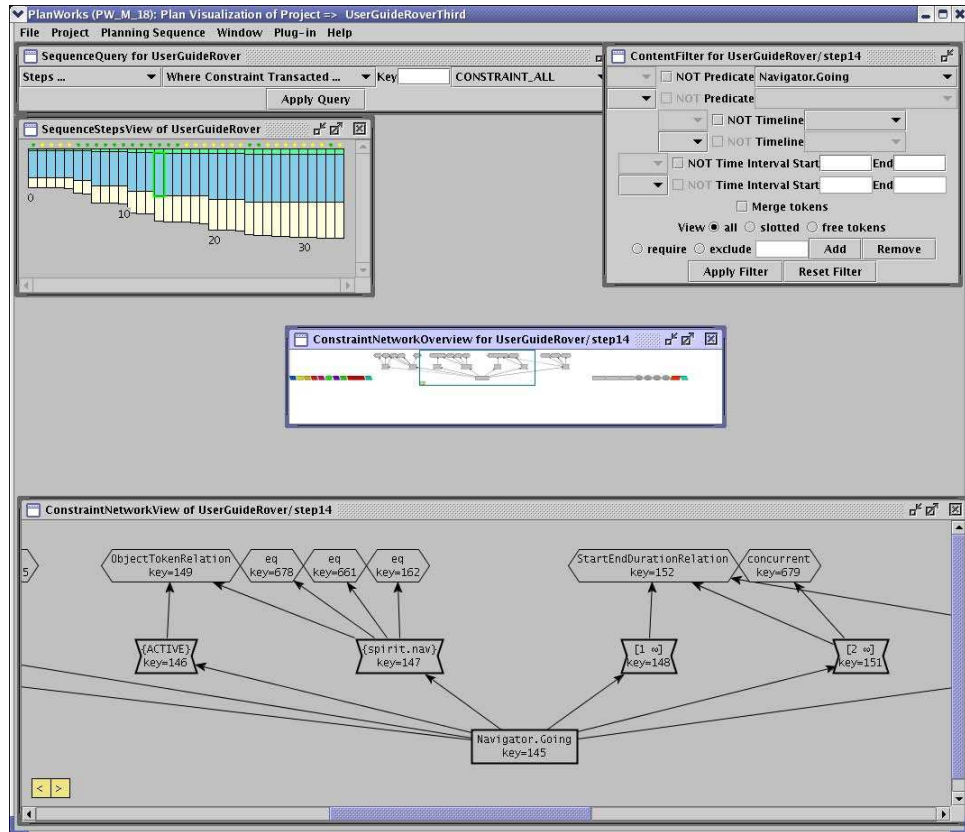 PlanWorks (PW_M_18): Plan Visualization of Project => UserGuideRoverThird
File Project Planning Sequence Window Plug-in Help
SequenceQuery for UserGuideRover
Steps ... Where Constraint Transacted ... Key CONSTRAINT_ALL
Apply Query
ContentFilter for UserGuideRover/step14
NOT Predicate Navigator.Going
NOT Predicate
NOT Timeline
NOT Timeline
NOT Time Interval Start End
NOT Time Interval Start End
Merge tokens
View all slotted free tokens
require exclude Add Remove
Apply Filter Reset Filter
SequenceStepsView of UserGuideRover
0
10
20
30
ConstraintNetworkOverview for UserGuideRover/step14
ConstraintNetworkView of UserGuideRover/step14
5
ObjectTokenRelation
key=149
eq
key=678
eq
key=661
eq
key=162
StartEndDurationRelation
key=152
concurrent
key=679
{ACTIVE}
key=146
{spirit.nav}
key=147
[1 ∞]
key=148
[2 ∞]
key=151
Navigator.Going
key=145
< >